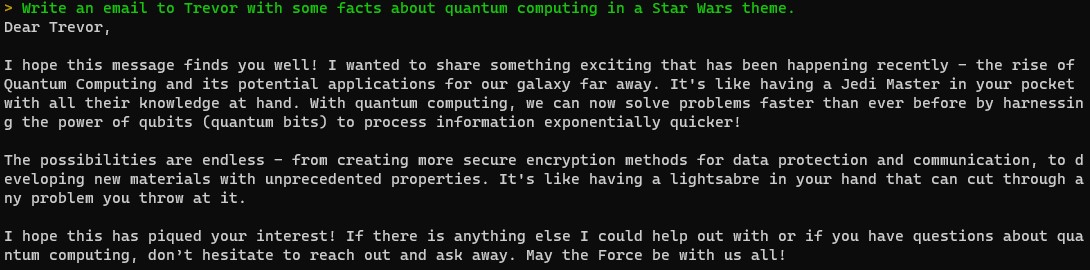 > Write an email to Trevor with some facts about quantum computing in a Star Wars theme.
Dear Trevor,
I hope this message finds you well! I wanted to share something exciting that has been happening recently – the rise of
Quantum Computing and its potential applications for our galaxy far away. It's like having a Jedi Master in your pocket
with all their knowledge at hand. With quantum computing, we can now solve problems faster than ever before by harnessin
g the power of qubits (quantum bits) to process information exponentially quicker!
The possibilities are endless – from creating more secure encryption methods for data protection and communication, to d
eveloping new materials with unprecedented properties. It's like having a lightsabre in your hand that can cut through a
ny problem you throw at it.
I hope this has piqued your interest! If there is anything else I could help out with or if you have questions about qua
ntum computing, don’t hesitate to reach out and ask away. May the Force be with us all!